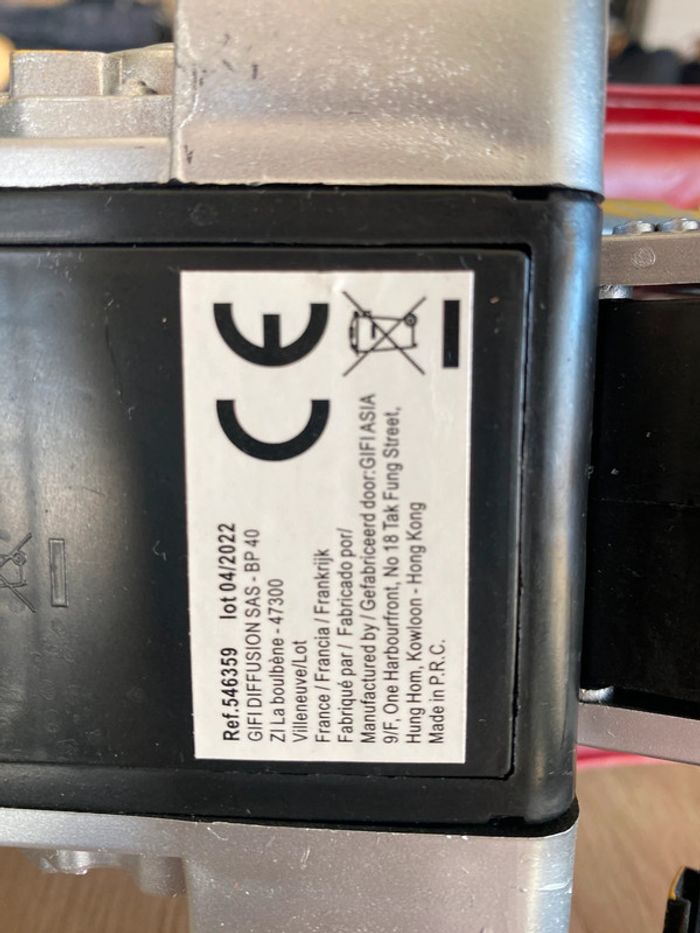 Ref.546359 lot 04/2022
GIFI DIFFUSION SAS - BP 40
ZI La boulbène - 47300
Villeneuve/Lot
France / Francia / Frankrijk
Fabriqué par / Fabricado por/
Manufactured by / Gefabriceerd door:GIFI ASIA
9/F, One Harbourfront, No 18 Tak Fung Street,
Hung Hom, Kowloon - Hong Kong
Made in P.R.C.
CE